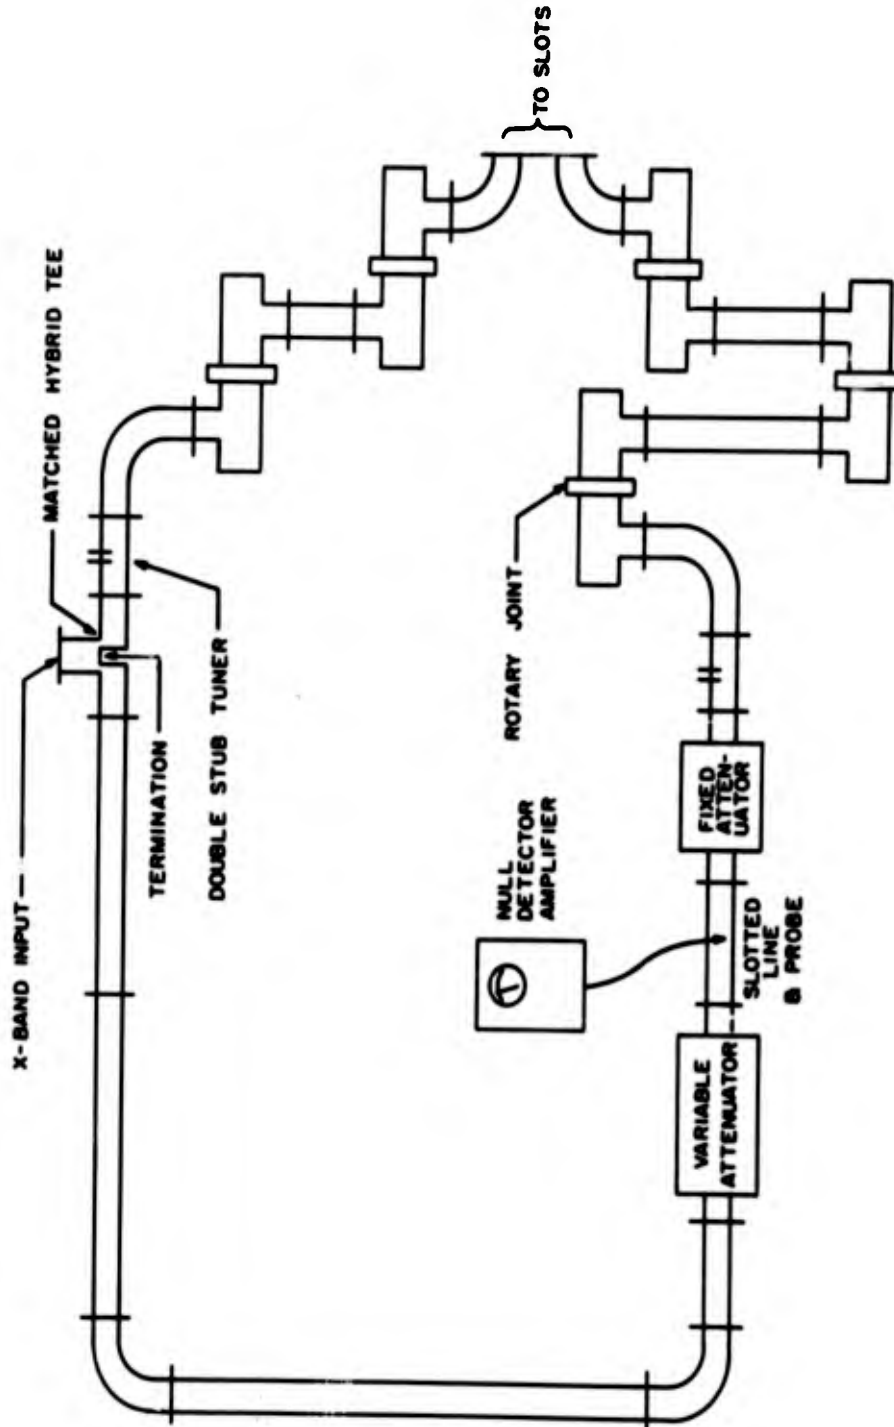 X-BAND INPUT
MATCHED HYBRID TEE
TERMINATION
DOUBLE STUB TUNER
TO SLOTS
NULL
DETECTOR
AMPLIFIER
ROTARY JOINT
VARIABLE
ATTENUATOR
SLOTTED
LINE
& PROBE
FIXED
ATTEN-
UATOR